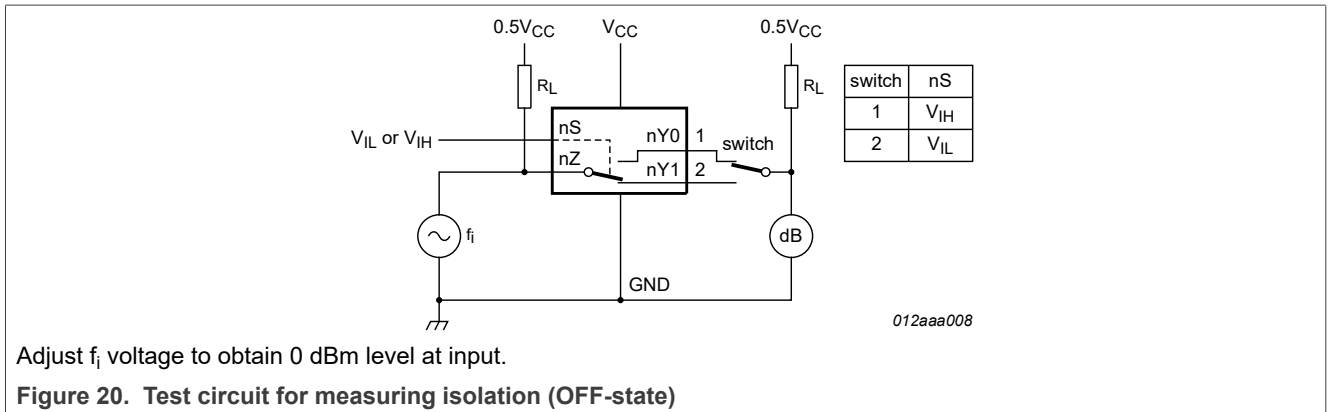 0.5VCC VCC 0.5VCC
RL RL
switch nS
1 VIH
2 VIL
VIL or VIH
nS
nZ
nY0 1
nY1 2
switch
fi
dB
GND
012aaa008
Adjust fi voltage to obtain 0 dBm level at input.
Figure 20. Test circuit for measuring isolation (OFF-state)